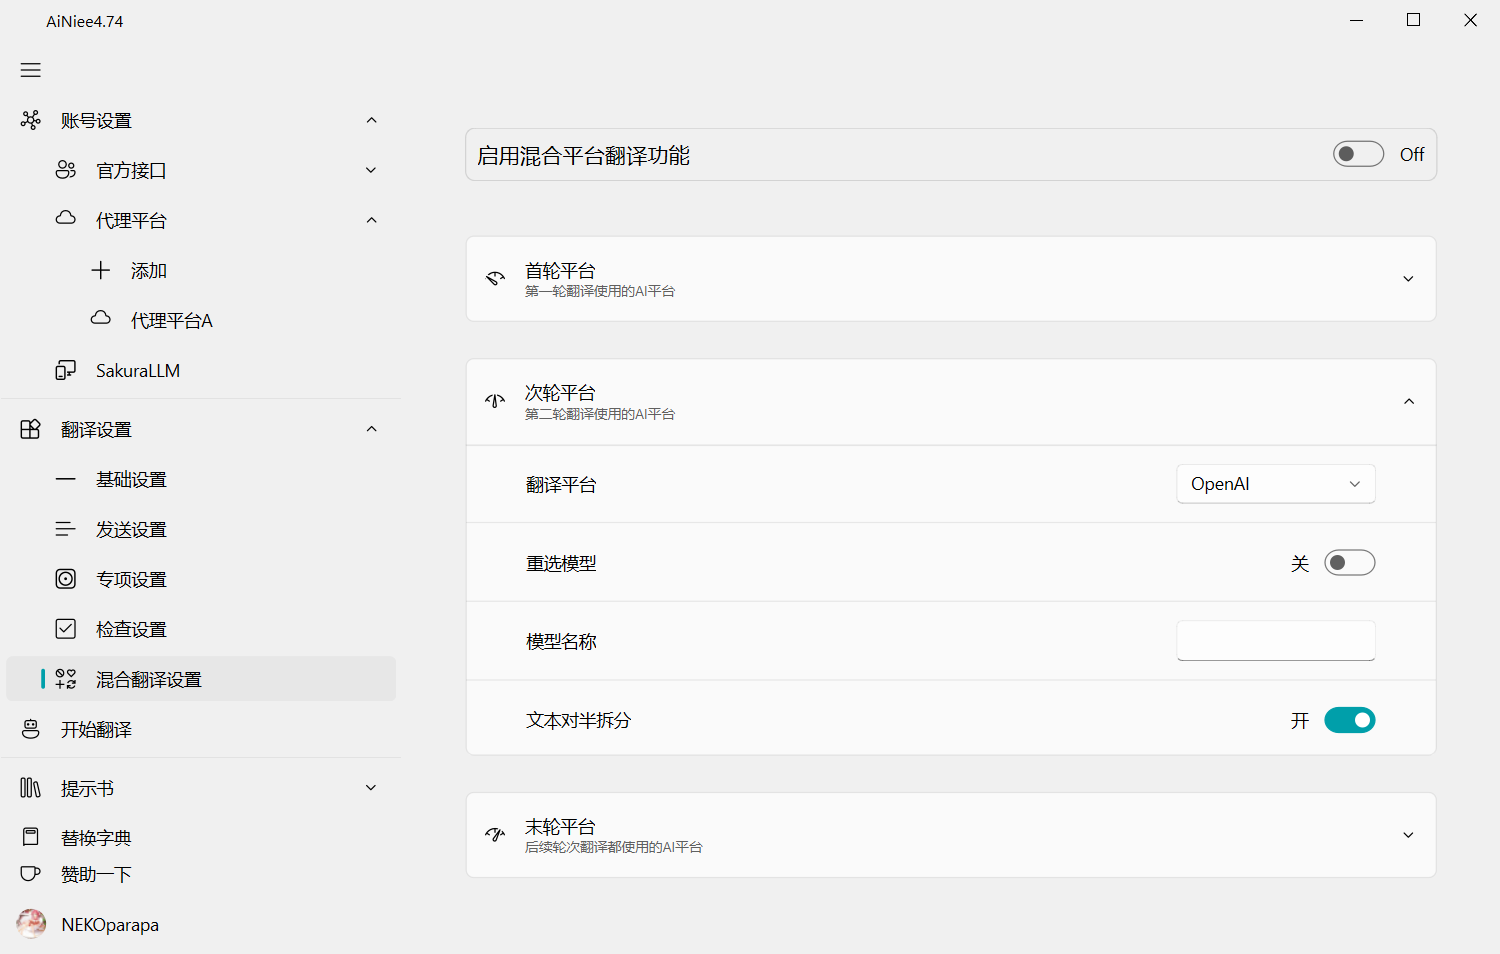 AiNiee4.74
账号设置
官方接口
代理平台
添加
代理平台A
SakuraLLM
翻译设置
基础设置
发送设置
专项设置
检查设置
混合翻译设置
开始翻译
提示书
替换字典
赞助一下
NEKOparapa
启用混合平台翻译功能 Off
首轮平台
第一轮翻译使用的AI平台
次轮平台
第二轮翻译使用的AI平台
翻译平台 OpenAI
重选模型 关
模型名称
文本对半拆分 开
末轮平台
后续轮次翻译都使用的AI平台